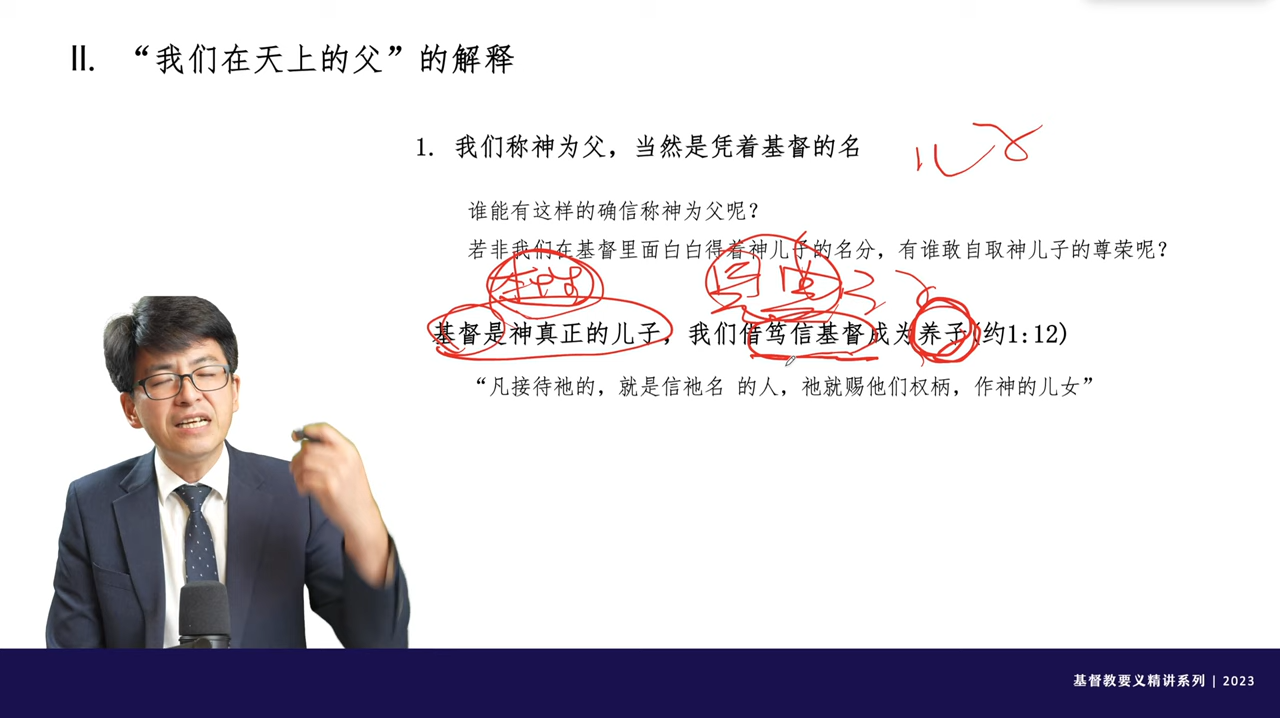 II. “我们在天上的父”的解释
1. 我们称神为父，当然是凭着基督的名
谁能有这样的确信称神为父呢？
若非我们在基督里面白白得着神儿子的名分，有谁敢自取神儿子的尊荣呢？
基督是神真正的儿子，我们借笃信基督成为养子(约1:12)
“凡接待祂的，就是信祂名 的人，祂就赐他们权柄，作神的儿女”
基督教要义精讲系列 | 2023